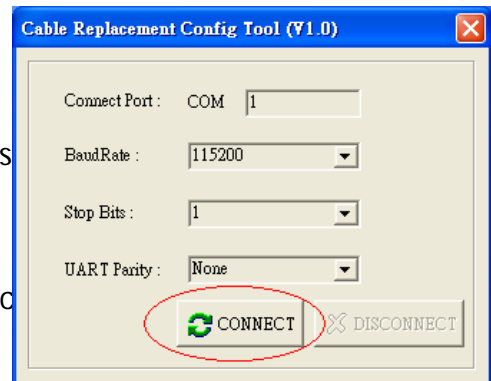 Cable Replacement Config Tool (V1.0)
Connect Port : COM 1
s
BaudRate : 115200
Stop Bits : 1
UART Parity : None
C
CONNECT DISCONNECT